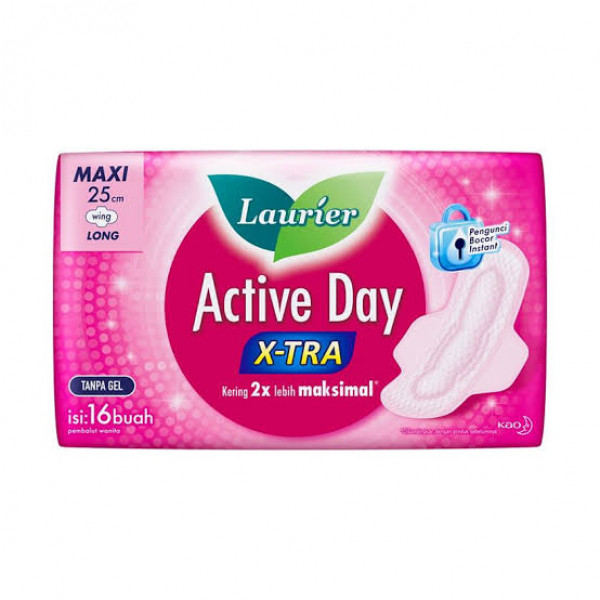 MAXI
25cm
wing
LONG
Laurier
Pengunci
Bocor
Instant
Active Day
X-TRA
Kering 2x lebih maksimal*
TANPA GEL
isi:16buah
pembalut wanita
kao